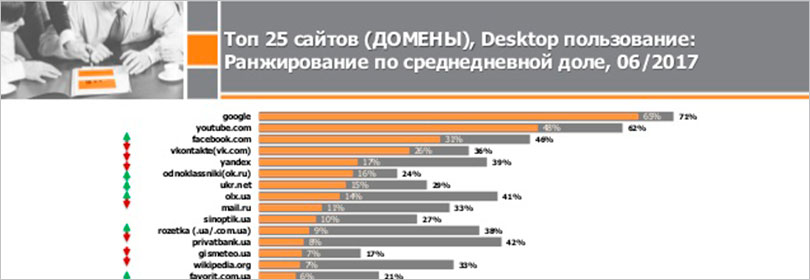 Топ 25 сайтов (ДОМЕНЫ), Desktop пользование:
Ранжирование по среднедневной доле, 06/2017
google 65% 71%
youtube.com 48% 62%
facebook.com 31% 46%
vkontakte(vk.com) 26% 36%
yandex 17% 39%
odnoklassniki(ok.ru) 16% 24%
ukr.net 15% 29%
olx.ua 14% 41%
mail.ru 11% 33%
sinoptik.ua 10% 27%
rozetka (.ua/.com.ua) 9% 38%
privatbank.ua 8% 42%
gismeteo.ua 7% 17%
wikipedia.org 7% 33%
favorit.com.ua 6% 21%